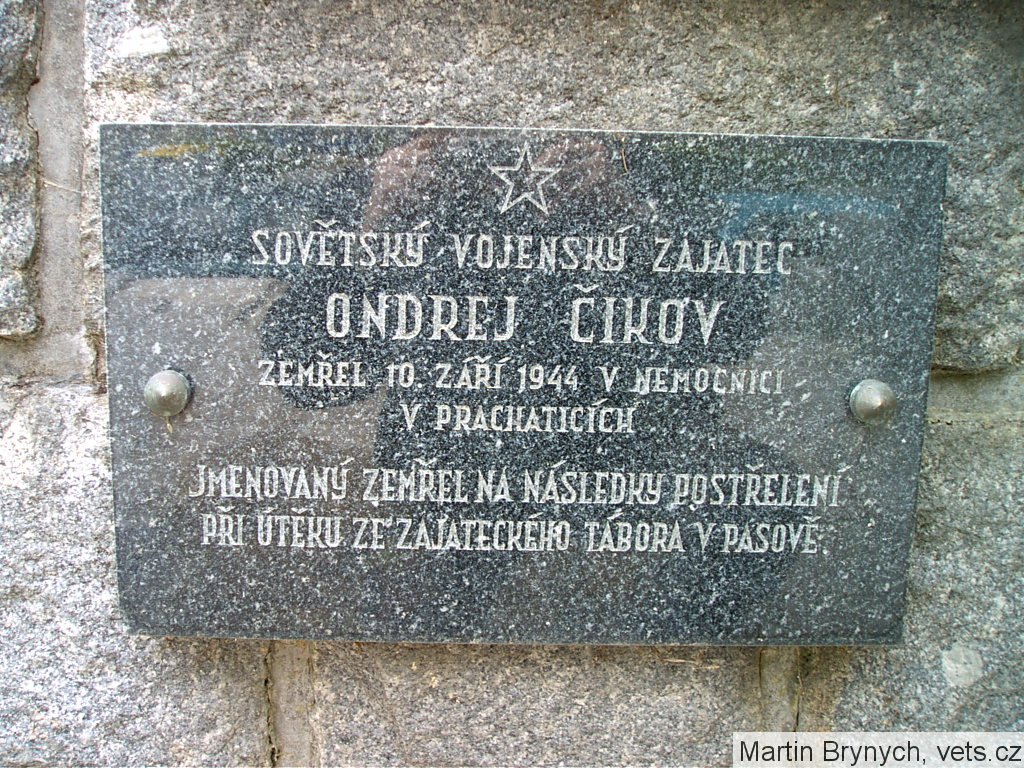 SOVĚTSKÝ VOJENSKÝ ZAJATEC
ONDREJ ČIKOV
ZEMŘEL 10. ZÁŘÍ 1944 V NEMOCNICI
V PRACHATICÍCH
JMENOVANÝ ZEMŘEL NA NÁSLEDKY POSTŘELENÍ
PŘI ÚTĚKU ZE ZAJATECKÉHO TÁBORA V PASOVĚ.
Martin Brynych, vets.cz